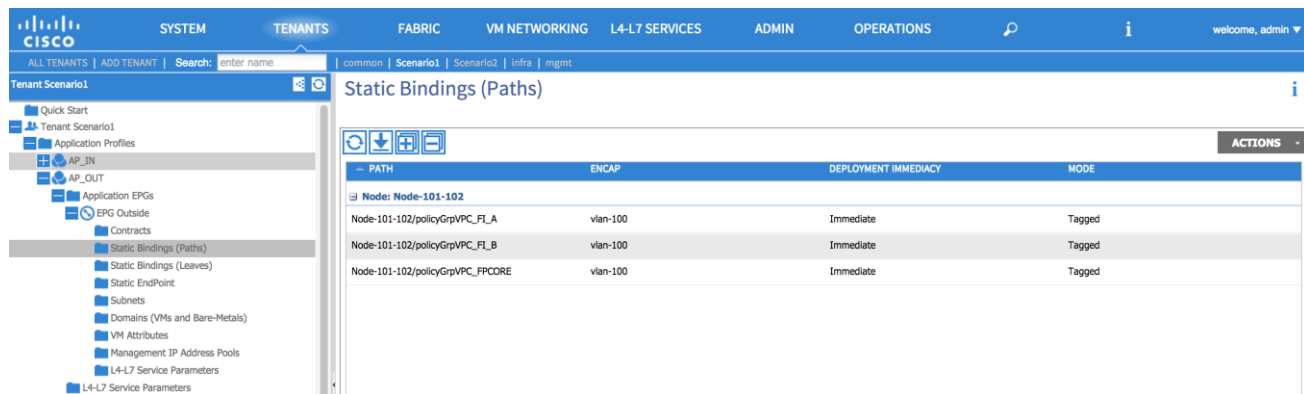 CISCO
SYSTEM TENANTS FABRIC VM NETWORKING L4-L7 SERVICES ADMIN OPERATIONS i welcome, admin
ALL TENANTS | ADD TENANT | Search: enter name | common | Scenario1 | Scenario2 | infra | mgmt
Tenant Scenario1
Quick Start
Tenant Scenario1
Application Profiles
AP_IN
AP_OUT
Application EPGs
EPG Outside
Contracts
Static Bindings (Paths)
Static Bindings (Leaves)
Static EndPoint
Subnets
Domains (VMs and Bare-Metals)
VM Attributes
Management IP Address Pools
L4-L7 Service Parameters
L4-L7 Service Parameters
Static Bindings (Paths) i
ACTIONS
PATH ENCAP DEPLOYMENT IMMEDIACY MODE
Node: Node-101-102
Node-101-102/policyGrpVPC_FI_A vlan-100 Immediate Tagged
Node-101-102/policyGrpVPC_FI_B vlan-100 Immediate Tagged
Node-101-102/policyGrpVPC_FPCORE vlan-100 Immediate Tagged